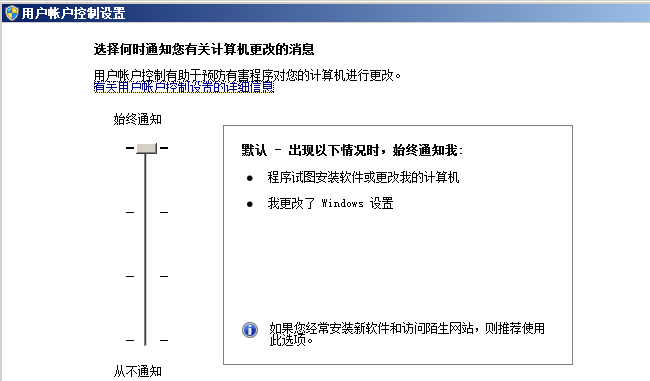 用户帐户控制设置
选择何时通知您有关计算机更改的消息
用户帐户控制有助于预防有害程序对您的计算机进行更改。
有关用户帐户控制设置的详细信息
始终通知
默认 - 出现以下情况时，始终通知我:
● 程序试图安装软件或更改我的计算机
● 我更改了 Windows 设置
如果您经常安装新软件和访问陌生网站，则推荐使用
此选项。
从不通知